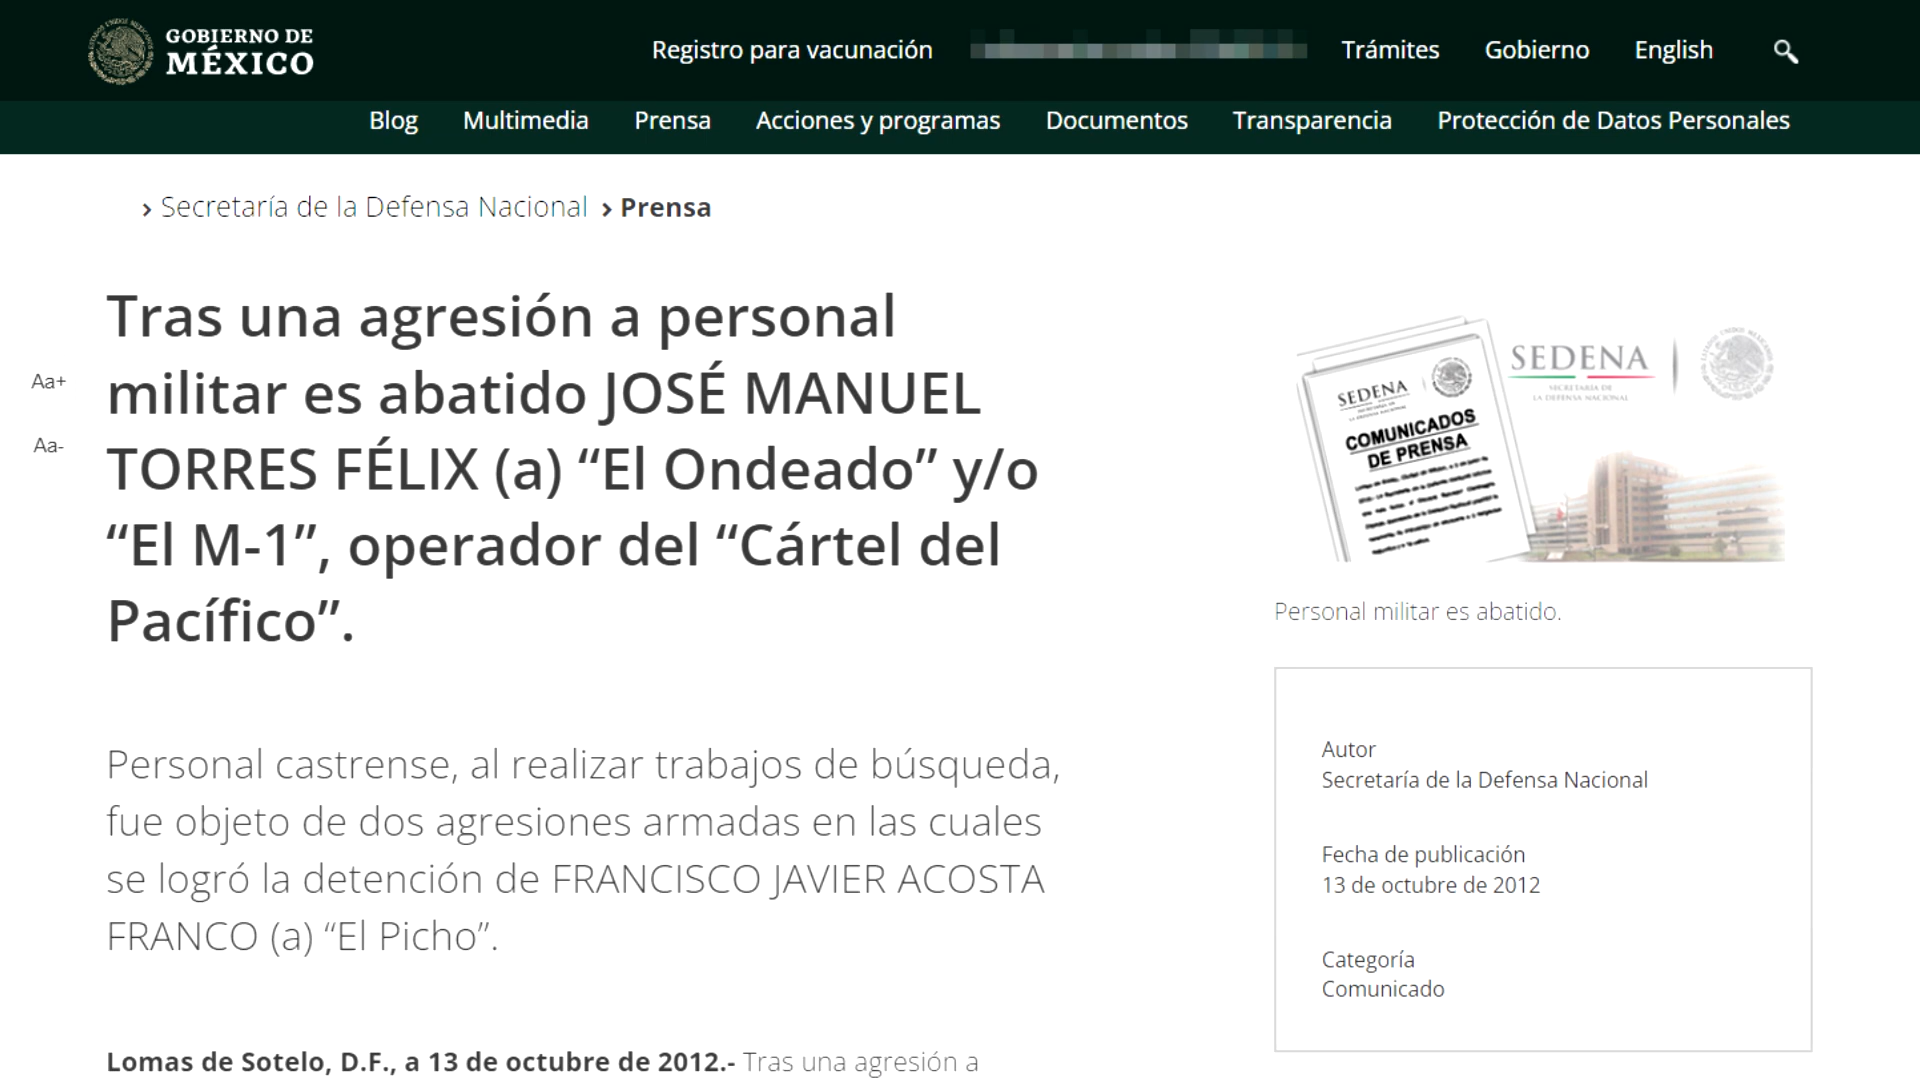 GOBIERNO DE
MÉXICO
Registro para vacunación
Trámites
Gobierno
English
Blog
Multimedia
Prensa
Acciones y programas
Documentos
Transparencia
Protección de Datos Personales
› Secretaría de la Defensa Nacional › Prensa
Aa+
Aa-
Tras una agresión a personal
militar es abatido JOSÉ MANUEL
TORRES FÉLIX (a) “El Ondeado” y/o
“El M-1”, operador del “Cártel del
Pacífico”.
Personal castrense, al realizar trabajos de búsqueda,
fue objeto de dos agresiones armadas en las cuales
se logró la detención de FRANCISCO JAVIER ACOSTA
FRANCO (a) “El Picho”.
Lomas de Sotelo, D.F., a 13 de octubre de 2012.- Tras una agresión a
SEDENA
COMUNICADOS
DE PRENSA
SEDENA
SECRETARÍA DE
LA DEFENSA NACIONAL
Personal militar es abatido.
Autor
Secretaría de la Defensa Nacional
Fecha de publicación
13 de octubre de 2012
Categoría
Comunicado